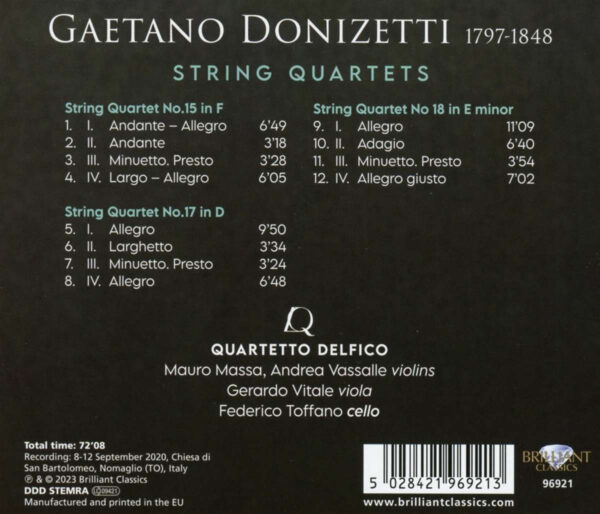 GAETANO DONIZETTI 1797-1848
STRING QUARTETS
String Quartet No.15 in F
1. I. Andante – Allegro 6'49
2. II. Andante 3'18
3. III. Minuetto. Presto 3'28
4. IV. Largo – Allegro 6'05
String Quartet No.17 in D
5. I. Allegro 9'50
6. II. Larghetto 3'34
7. III. Minuetto. Presto 3'24
8. IV. Allegro 6'48
String Quartet No 18 in E minor
9. I. Allegro 11'09
10. II. Adagio 6'40
11. III. Minuetto. Presto 3'54
12. IV. Allegro giusto 7'02
QUARTETTO DELFICO
Mauro Massa, Andrea Vassalle violins
Gerardo Vitale viola
Federico Toffano cello
Total time: 72'08
Recording: 8-12 September 2020, Chiesa di
San Bartolomeo, Nomaglio (TO), Italy
℗ & © 2023 Brilliant Classics
DDD STEMRA LC 09421
Manufactured and printed in the EU
5 028421 969213
www.brilliantclassics.com
BRILLIANT
CLASSICS
96921